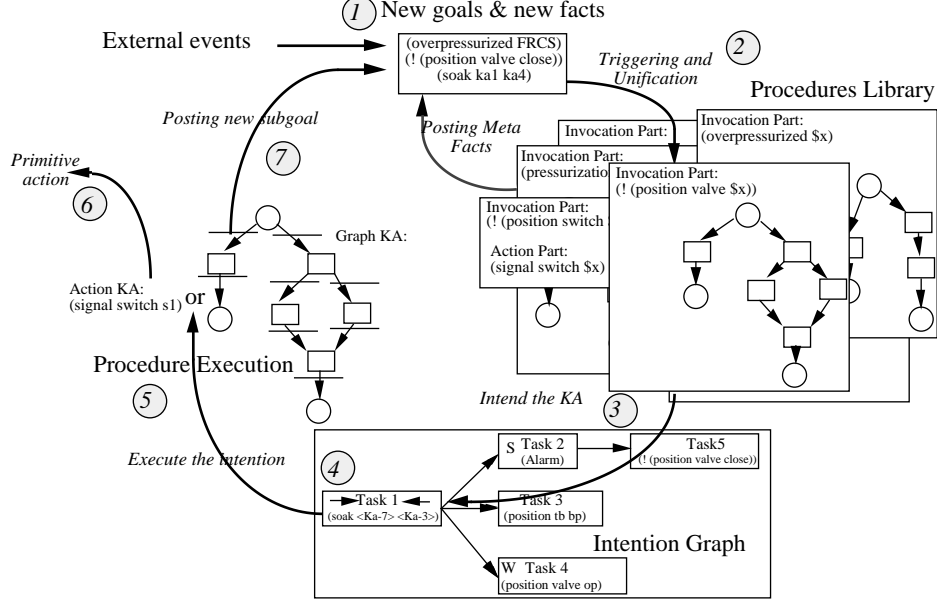 1 New goals & new facts
External events
(overpressurized FRCS)
(! (position valve close))
(soak ka1 ka4)
2
Triggering and
Unification
Procedures Library
Posting new subgoal
Posting Meta
Facts
7
Primitive
action
6
Invocation Part:
Invocation Part:
(overpressurized $x)
Invocation Part:
(pressurizatio
Invocation Part:
(! (position valve $x))
Invocation Part:
(! (position switch
Action Part:
(signal switch $x)
Graph KA:
Action KA:
(signal switch s1)
or
Procedure Execution
5
Intend the KA
3
Execute the intention
4
Task 1
(soak <Ka-7> <Ka-3>)
S Task 2
(Alarm)
Task5
(! (position valve close))
Task 3
(position tb bp)
W Task 4
(position valve op)
Intention Graph